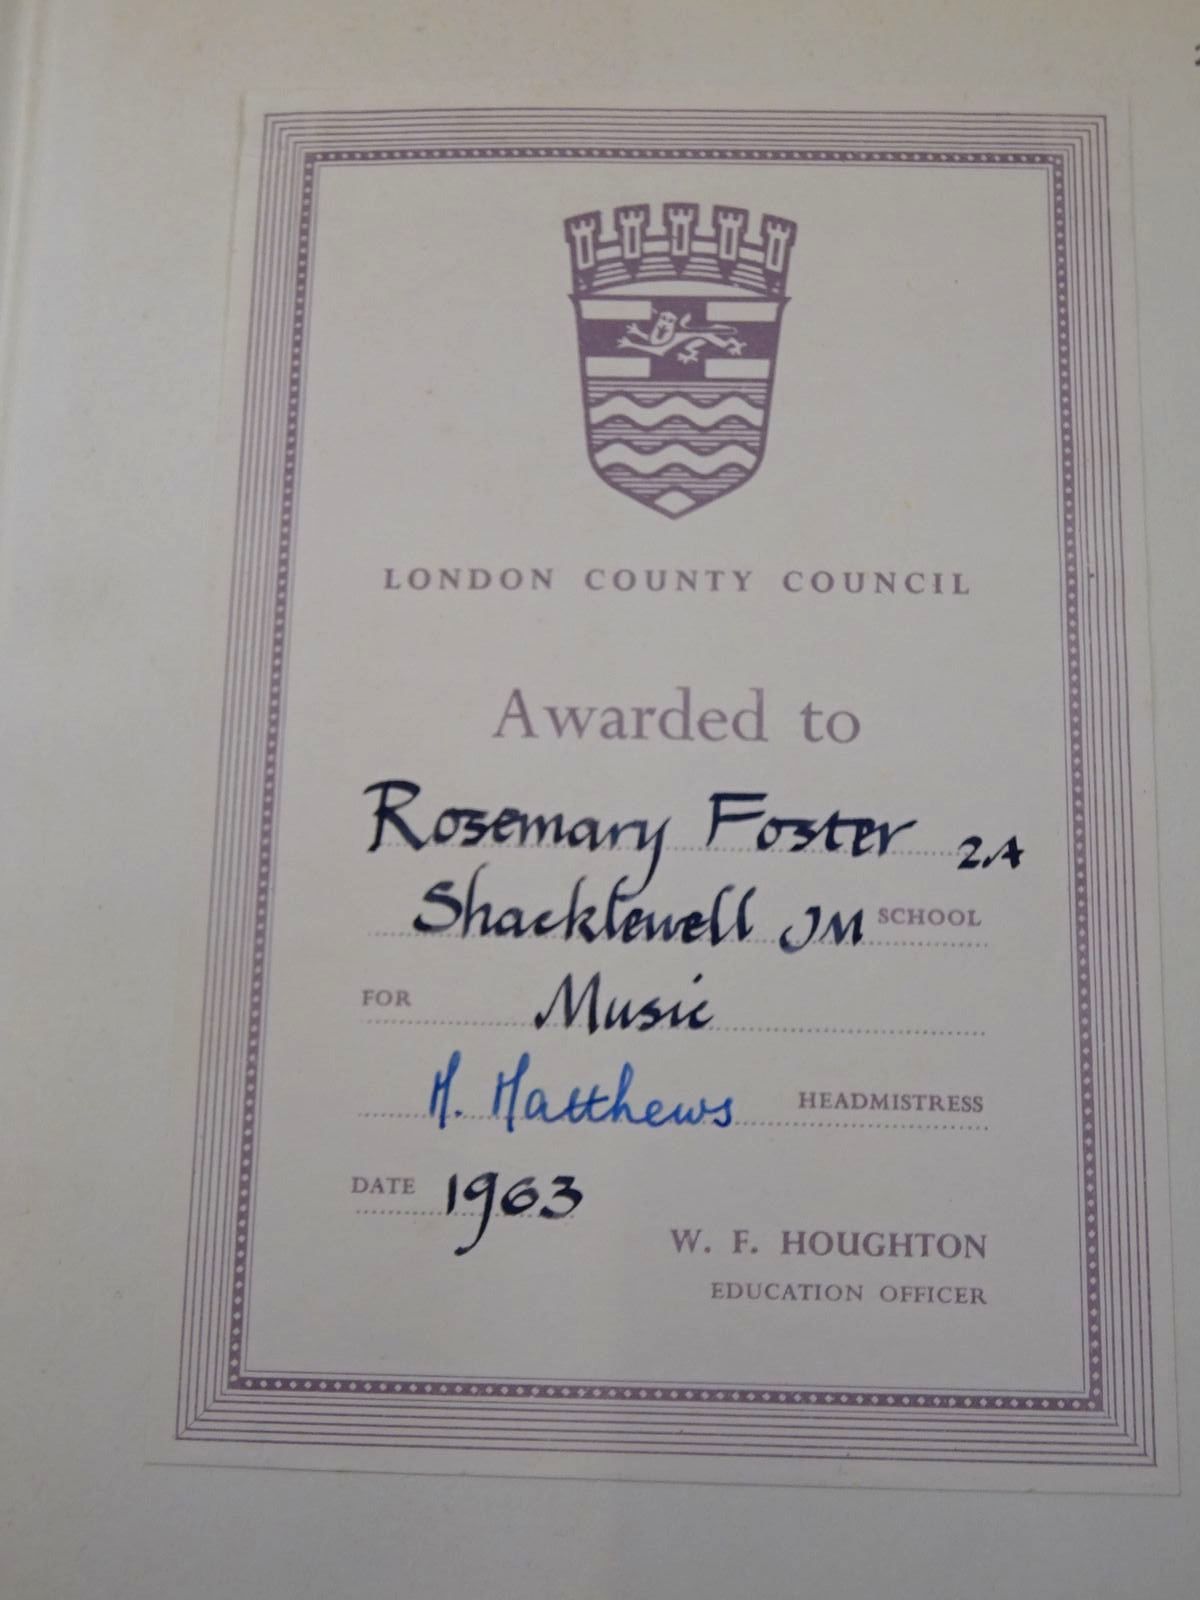 LONDON COUNTY COUNCIL
Awarded to
Rosemary Foster 2A
Shacklewell JM SCHOOL
FOR Music
M. Matthews HEADMISTRESS
DATE 1963
W. F. HOUGHTON
EDUCATION OFFICER